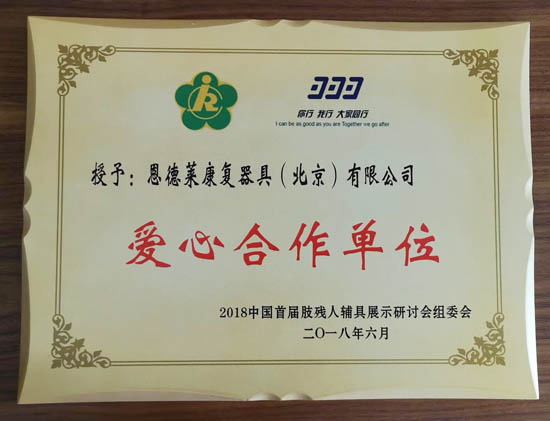 你行 我行 大家同行
I can be as good as you are Together we go after
授予：恩德莱康复器具（北京）有限公司
爱心合作单位
2018中国首届肢残人辅具展示研讨会组委会
二〇一八年六月